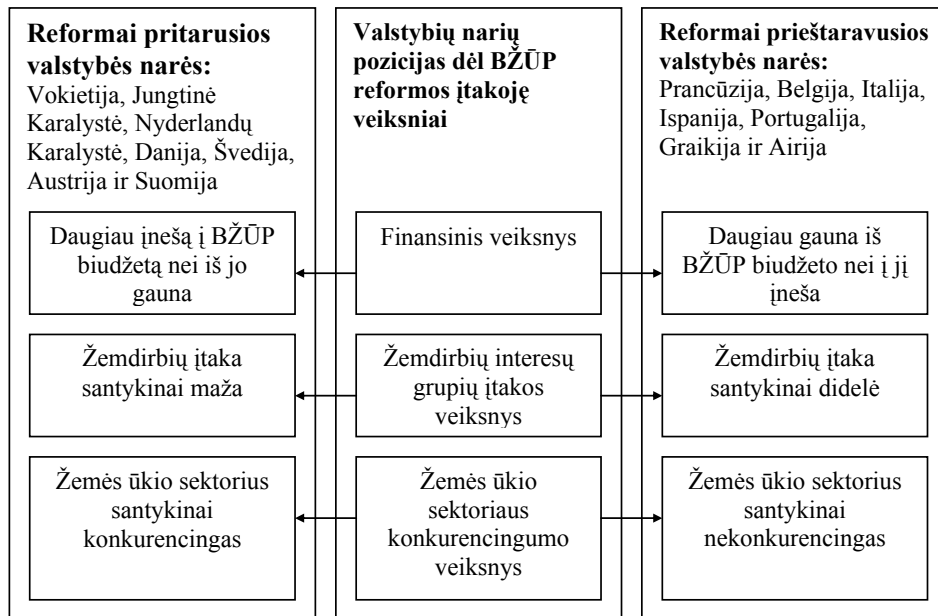 Reformai pritarusios
valstybės narės:
Vokietija, Jungtinė
Karalystė, Nyderlandų
Karalystė, Danija, Švedija,
Austrija ir Suomija
Daugiau įnešą į BŽŪP
biudžetą nei iš jo
gauna
Žemdirbių įtaka
santykinai maža
Žemės ūkio sektorius
santykinai
konkurencingas
Valstybių narių
pozicijas dėl BŽŪP
reformos įtakoję
veiksniai
Finansinis veiksnys
Žemdirbių interesų
grupių įtakos
veiksnys
Žemės ūkio
sektoriaus
konkurencingumo
veiksnys
Reformai prieštaravusios
valstybės narės:
Prancūzija, Belgija, Italija,
Ispanija, Portugalija,
Graikija ir Airija
Daugiau gauna iš
BŽŪP biudžeto nei į jį
įneša
Žemdirbių įtaka
santykinai didelė
Žemės ūkio sektorius
santykinai
nekonkurencingas